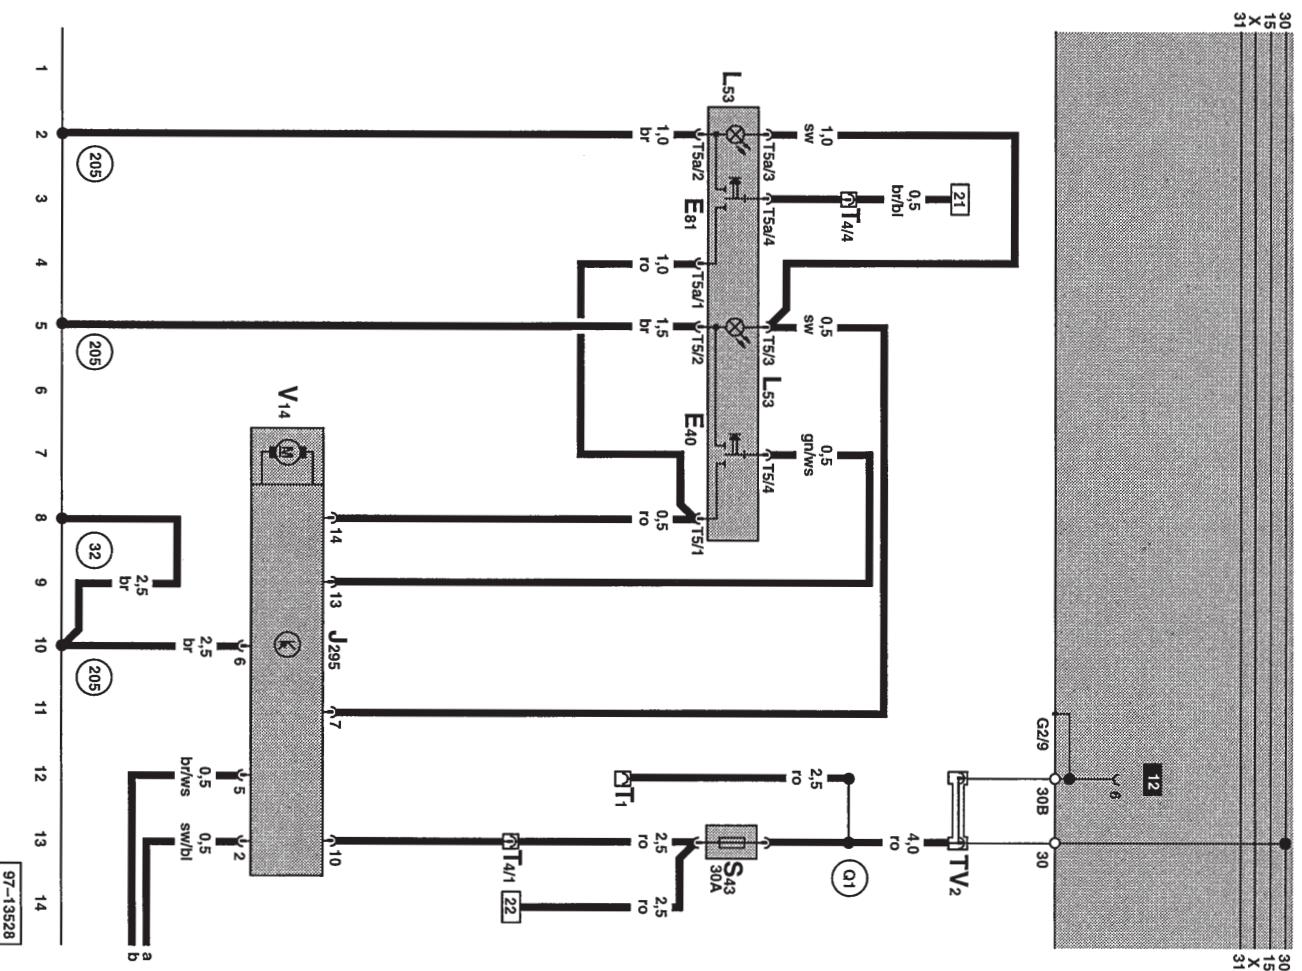 30 30
15 15
X X
31 31
12
6
G2/9 30B 30
21 TV2
0,5 4,0
br/bl ro
T4/4 Q1
1,0 0,5 0,5 2,5
sw sw gn/ws ro
T5a/3 T5a/4 T5/3 L53 T5/4
L53 S43
30A
T5a/2 E81 T5a/1 T5/2 E40 T5/1
1,0 1,0 1,5 0,5 2,5 2,5
br ro br ro ro ro
T1
T4/1 22
14 13 J295 7 10
V14 M K
6 5 2
2,5 0,5 0,5
br br/ws sw/bl
2,5
br
a
b
205 205 32 205
1 2 3 4 5 6 7 8 9 10 11 12 13 14
97–13528